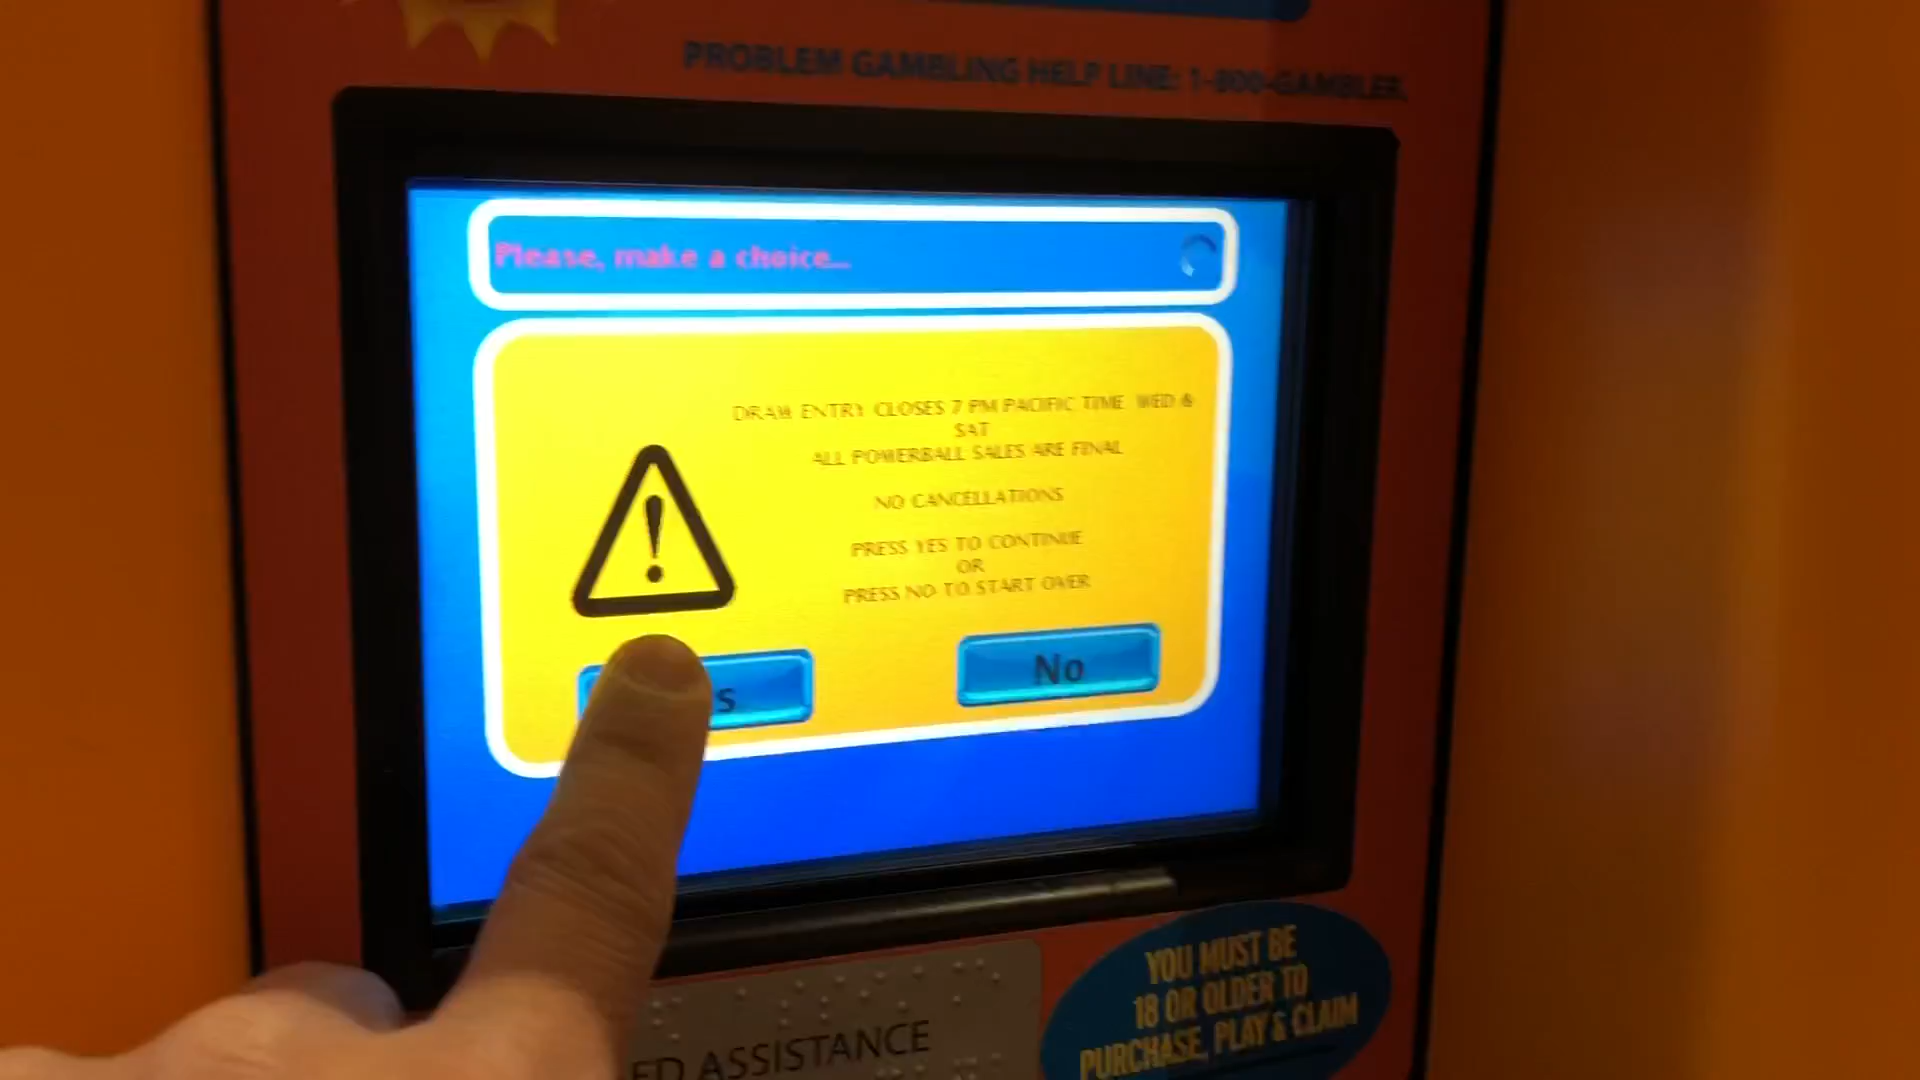 PROBLEM GAMBLING HELP LINE: 1-800-GAMBLER.
Please, make a choice...
DRAW ENTRY CLOSES 7 PM PACIFIC TIME WED &
SAT
ALL POWERBALL SALES ARE FINAL
NO CANCELLATIONS
PRESS YES TO CONTINUE
OR
PRESS NO TO START OVER
s
No
YOU MUST BE
18 OR OLDER TO
PURCHASE, PLAY & CLAIM
ED ASSISTANCE